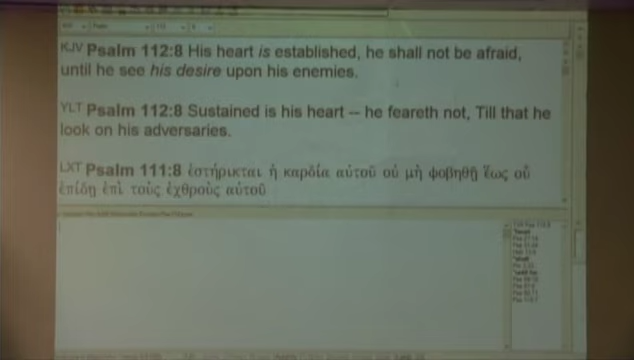 KJV Psalm 112:8 His heart is established, he shall not be afraid,
until he see his desire upon his enemies.
YLT Psalm 112:8 Sustained is his heart -- he feareth not, Till that he
look on his adversaries.
LXT Psalm 111:8 ἐστήρικται ἡ καρδία αὐτοῦ οὐ μὴ φοβηθῇ ἕως οὗ
ἐπίδῃ ἐπὶ τοὺς ἐχθροὺς αὐτοῦ